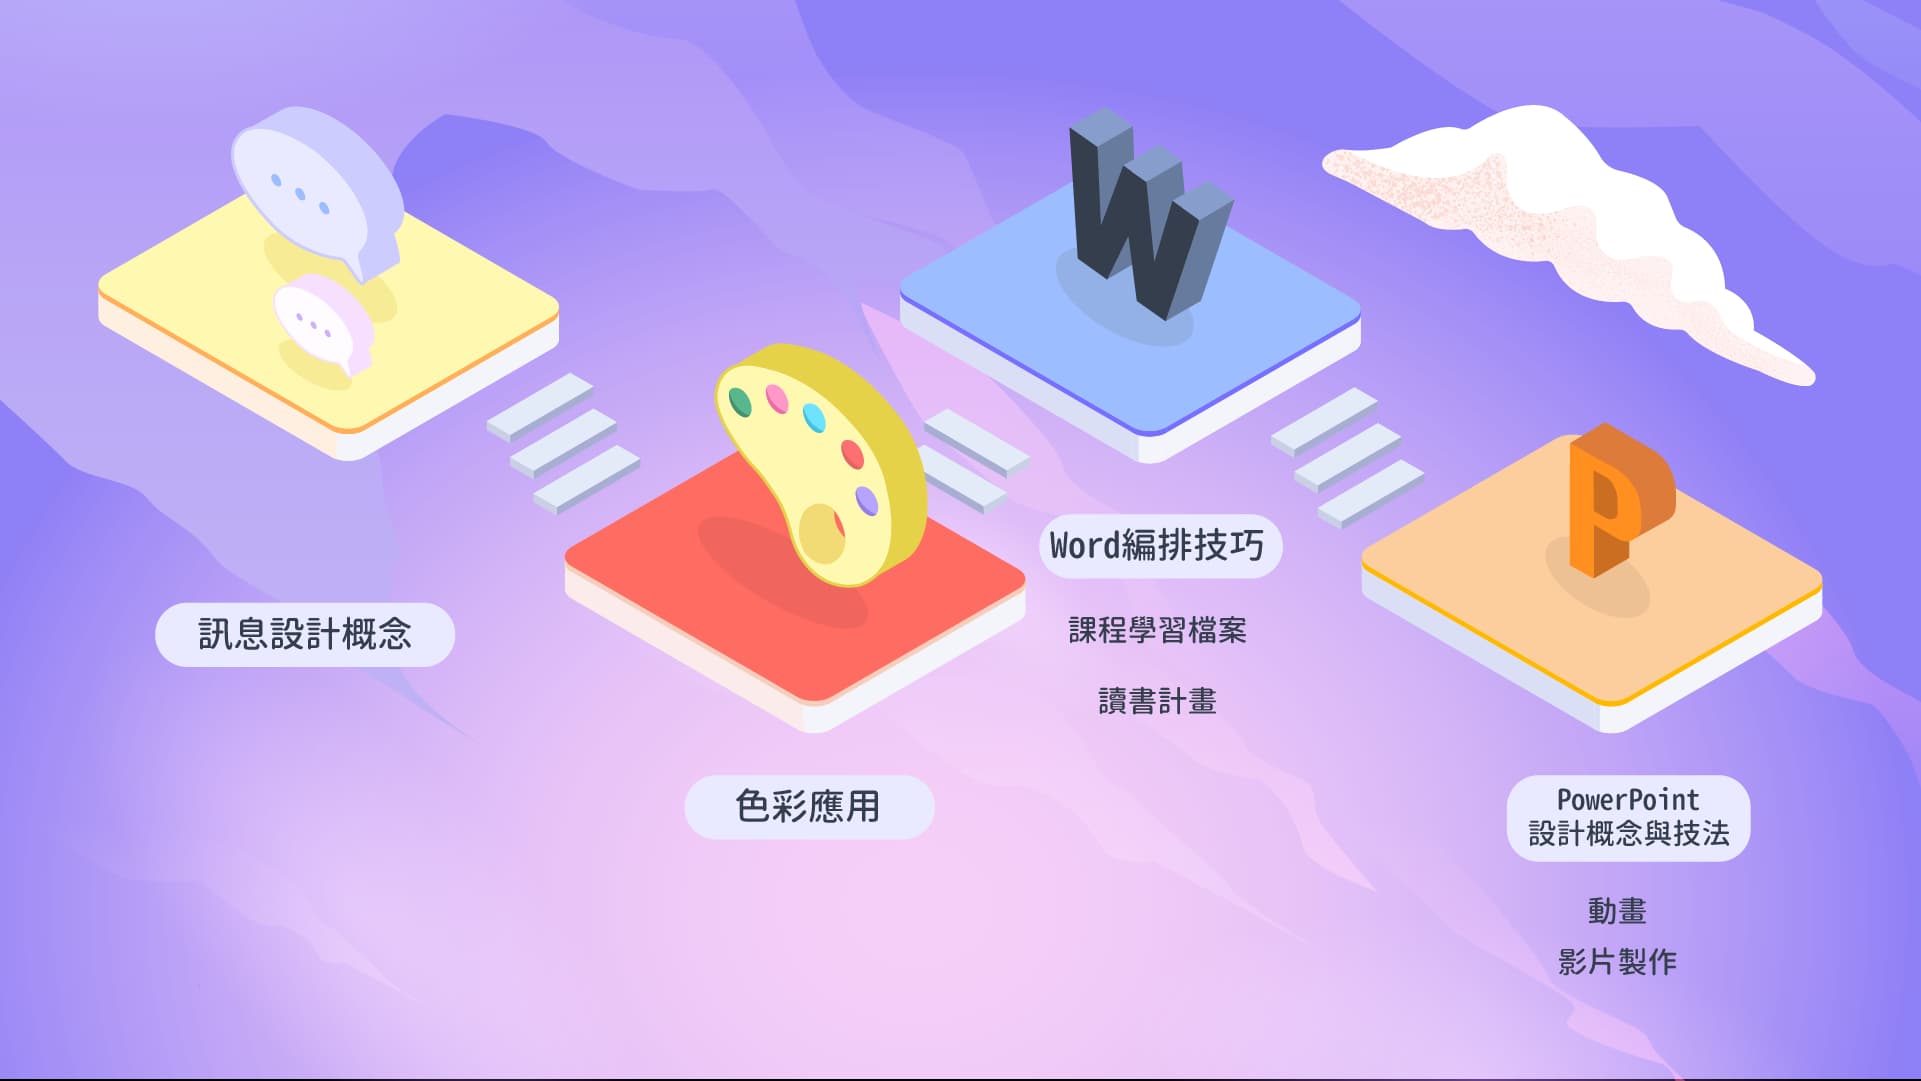 訊息設計概念
色彩應用
Word編排技巧
課程學習檔案
讀書計畫
PowerPoint
設計概念與技法
動畫
影片製作
W
P